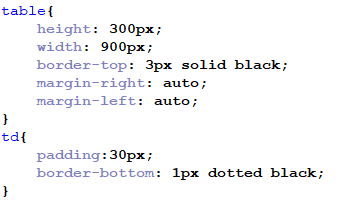 table{
    height: 300px;
    width: 900px;
    border-top: 3px solid black;
    margin-right: auto;
    margin-left: auto;
}
td{
    padding:30px;
    border-bottom: 1px dotted black;
}